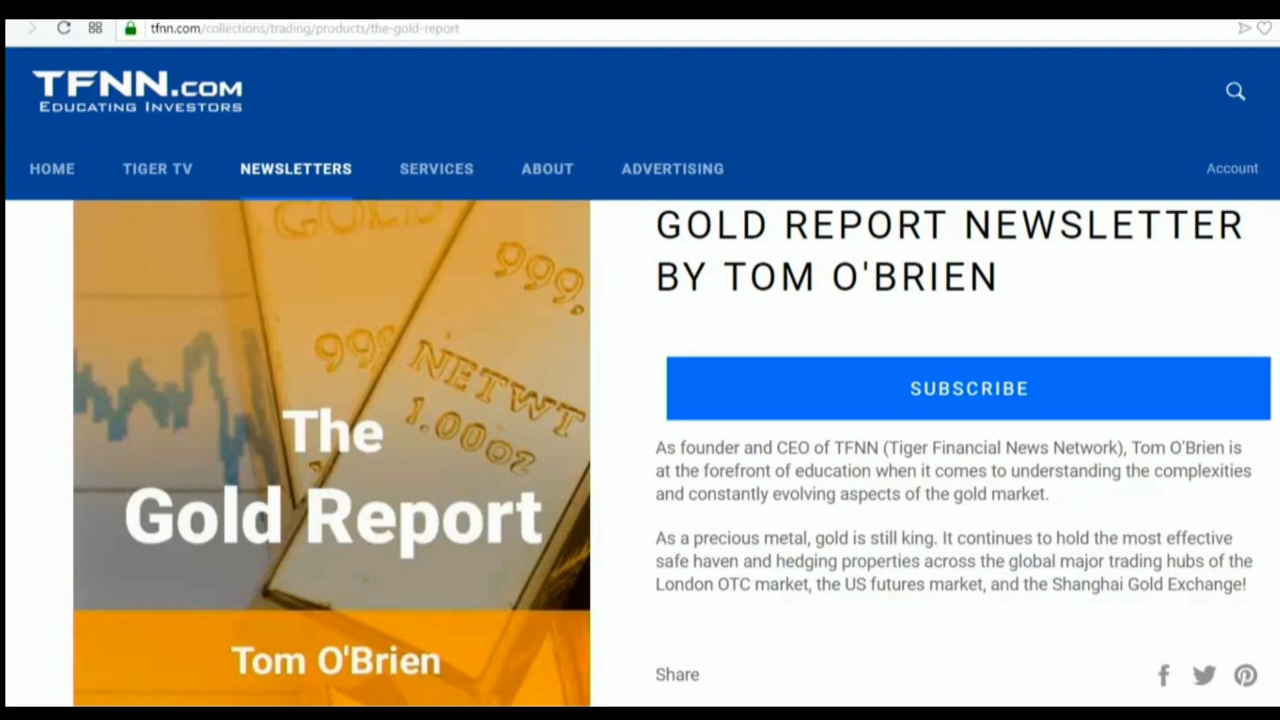 tfnn.com/collections/trading/products/the-gold-report
TFNN.COM
EDUCATING INVESTORS
HOME TIGER TV NEWSLETTERS SERVICES ABOUT ADVERTISING Account
GOLD
999,
999
NETWT
1.00oz
The
Gold Report
Tom O'Brien
GOLD REPORT NEWSLETTER
BY TOM O'BRIEN
SUBSCRIBE
As founder and CEO of TFNN (Tiger Financial News Network), Tom O'Brien is
at the forefront of education when it comes to understanding the complexities
and constantly evolving aspects of the gold market.
As a precious metal, gold is still king. It continues to hold the most effective
safe haven and hedging properties across the global major trading hubs of the
London OTC market, the US futures market, and the Shanghai Gold Exchange!
Share